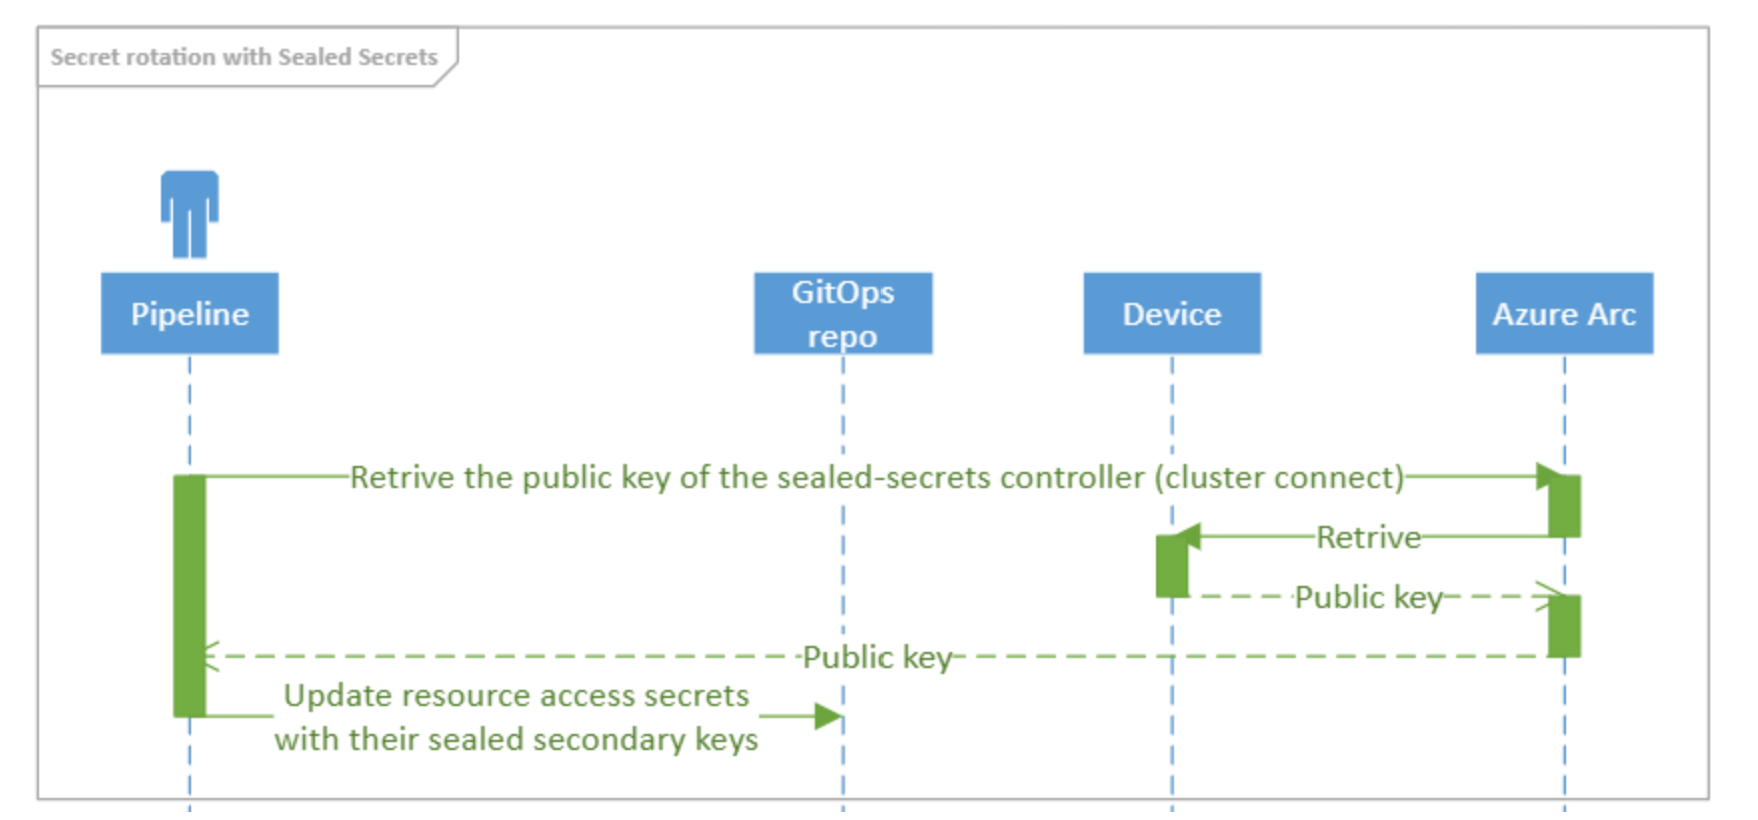 Secret rotation with Sealed Secrets
Pipeline
GitOps
repo
Device
Azure Arc
Retrive the public key of the sealed-secrets controller (cluster connect)
Retrive
Public key
Public key
Update resource access secrets
with their sealed secondary keys